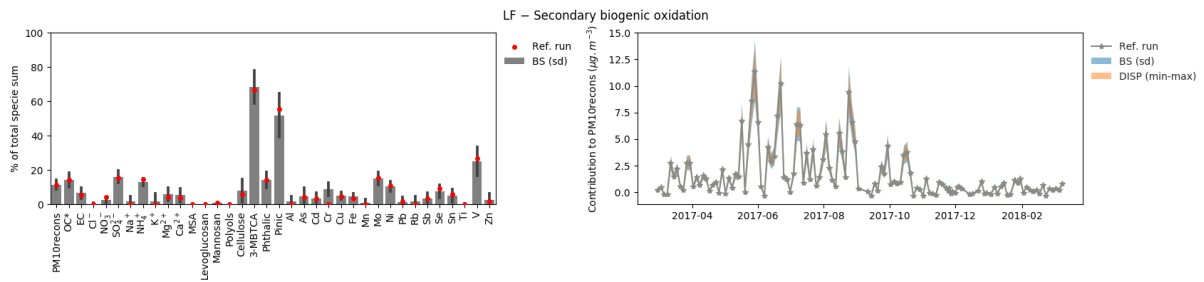 LF − Secondary biogenic oxidation
% of total specie sum
100
80
60
40
20
0
PM10recons
OC*
EC
Cl⁻
NO₃⁻
SO₄²⁻
Na⁺
NH₄⁺
K⁺
Mg²⁺
Ca²⁺
MSA
Levoglucosan
Mannosan
Polyols
Cellulose
3-MBTCA
Phthalic
Pinic
Al
As
Cd
Cr
Cu
Fe
Mn
Mo
Ni
Pb
Rb
Sb
Se
Sn
Ti
V
Zn
Ref. run
BS (sd)
Contribution to PM10recons (µg. m⁻³)
15.0
12.5
10.0
7.5
5.0
2.5
0.0
2017-04
2017-06
2017-08
2017-10
2017-12
2018-02
Ref. run
BS (sd)
DISP (min-max)